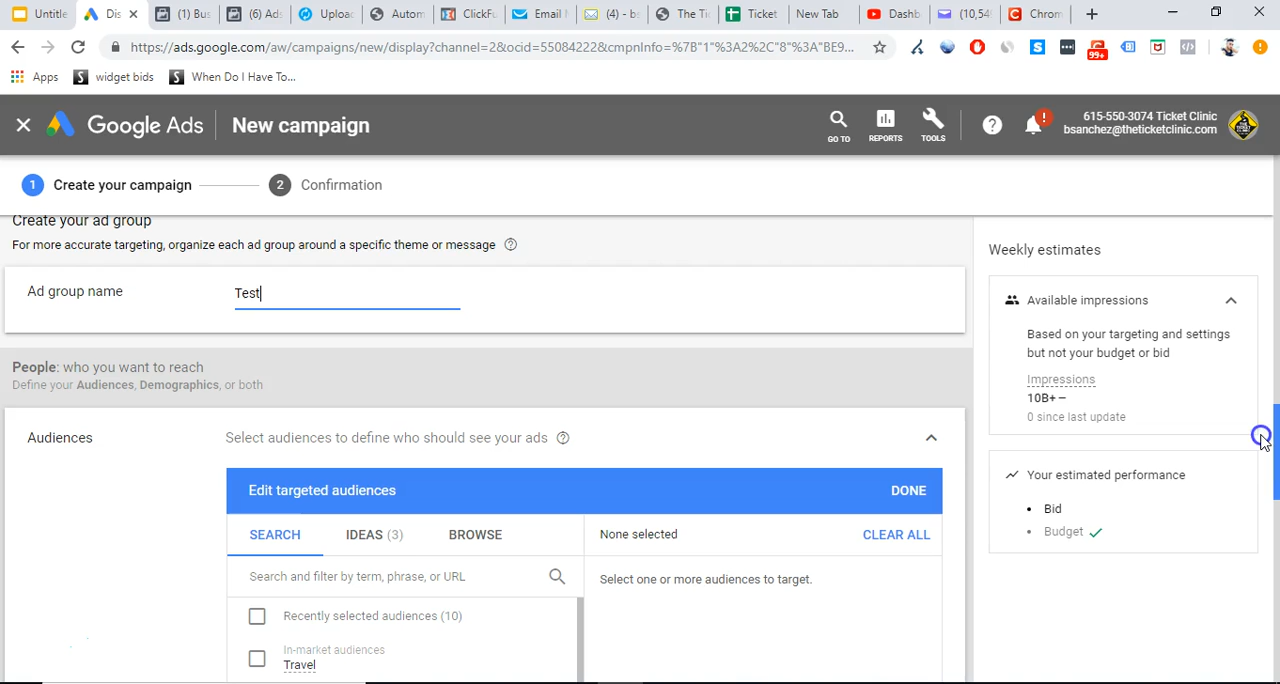 Untitle
Dis
(1) Bus
(6) Ads
Upload
Autom
ClickFu
Email M
(4) - bs
The Tic
Ticket
New Tab
Dashb
(10,549
Chrom
https://ads.google.com/aw/campaigns/new/display?channel=2&ocid=55084222&cmpnInfo=%7B"1"%3A2%2C"8"%3A"BE9...
99+
Apps
widget bids
When Do I Have To...
Google Ads
New campaign
GO TO
REPORTS
TOOLS
615-550-3074 Ticket Clinic
bsanchez@theticketclinic.com
1 Create your campaign
2 Confirmation
Create your ad group
For more accurate targeting, organize each ad group around a specific theme or message
Ad group name
Test
People: who you want to reach
Define your Audiences, Demographics, or both
Audiences
Select audiences to define who should see your ads
Edit targeted audiences
DONE
SEARCH
IDEAS (3)
BROWSE
None selected
CLEAR ALL
Search and filter by term, phrase, or URL
Select one or more audiences to target.
Recently selected audiences (10)
In-market audiences
Travel
Weekly estimates
Available impressions
Based on your targeting and settings
but not your budget or bid
Impressions
10B+ –
0 since last update
Your estimated performance
• Bid
• Budget